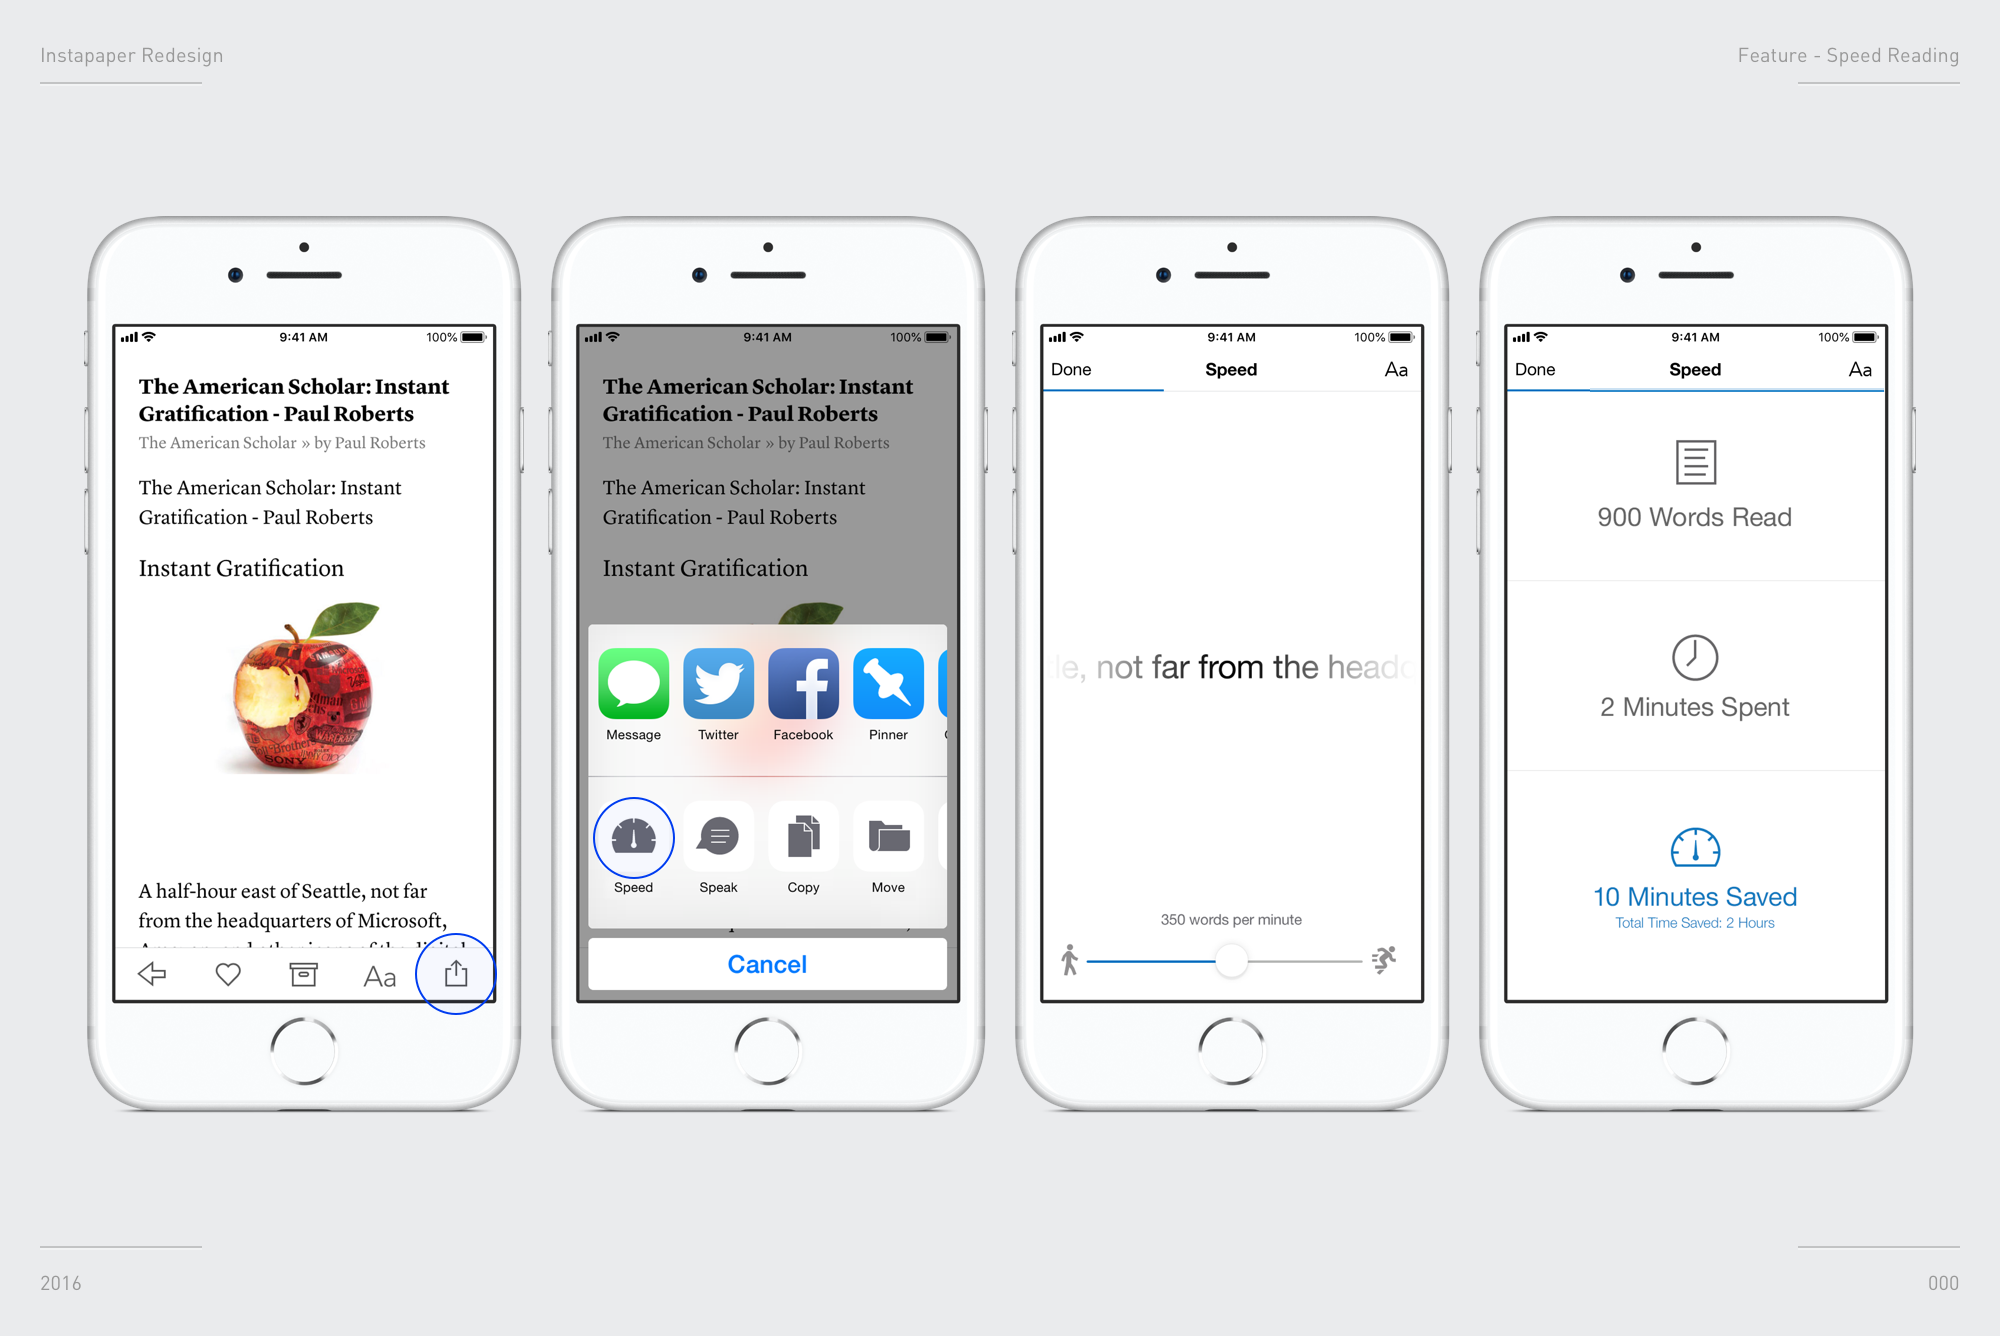 Instapaper Redesign
Feature - Speed Reading
9:41 AM
100%
The American Scholar: Instant
Gratification - Paul Roberts
The American Scholar » by Paul Roberts
The American Scholar: Instant
Gratification - Paul Roberts
Instant Gratification
SONY
A half-hour east of Seattle, not far
from the headquarters of Microsoft,
Aa
9:41 AM
100%
The American Scholar: Instant
Gratification - Paul Roberts
The American Scholar » by Paul Roberts
The American Scholar: Instant
Gratification - Paul Roberts
Instant Gratification
Message
Twitter
Facebook
Pinner
Speed
Speak
Copy
Move
Cancel
9:41 AM
100%
Done
Speed
Aa
le, not far from the headq
350 words per minute
9:41 AM
100%
Done
Speed
Aa
900 Words Read
2 Minutes Spent
10 Minutes Saved
Total Time Saved: 2 Hours
2016
000